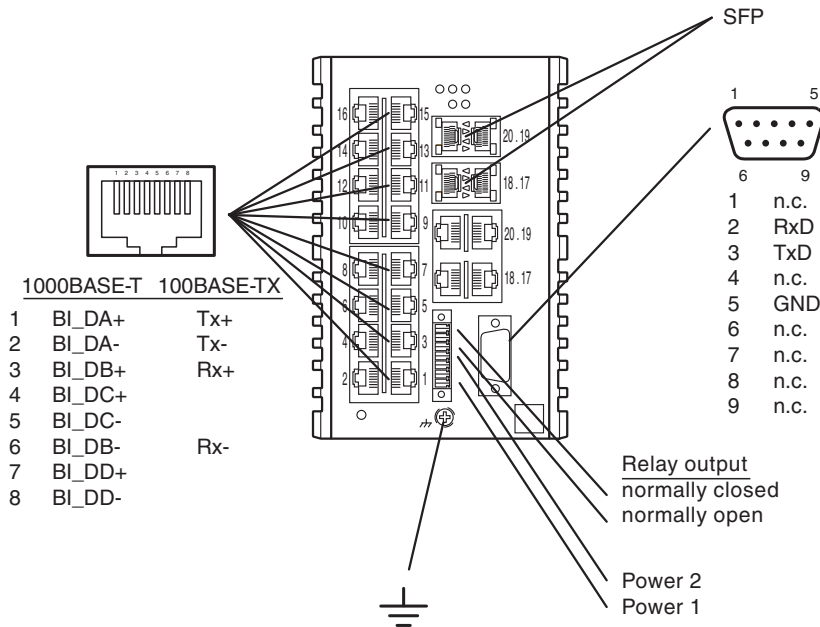 SFP
1 5
6 9
1 n.c.
2 RxD
3 TxD
4 n.c.
5 GND
6 n.c.
7 n.c.
8 n.c.
9 n.c.
16 15
14 13
12 11
10 9
8 7
6 5
4 3
2 1
20.19
18.17
20.19
18.17
1 2 3 4 5 6 7 8
1000BASE-T 100BASE-TX
1 BI_DA+ Tx+
2 BI_DA- Tx-
3 BI_DB+ Rx+
4 BI_DC+
5 BI_DC-
6 BI_DB- Rx-
7 BI_DD+
8 BI_DD-
Relay output
normally closed
normally open
Power 2
Power 1